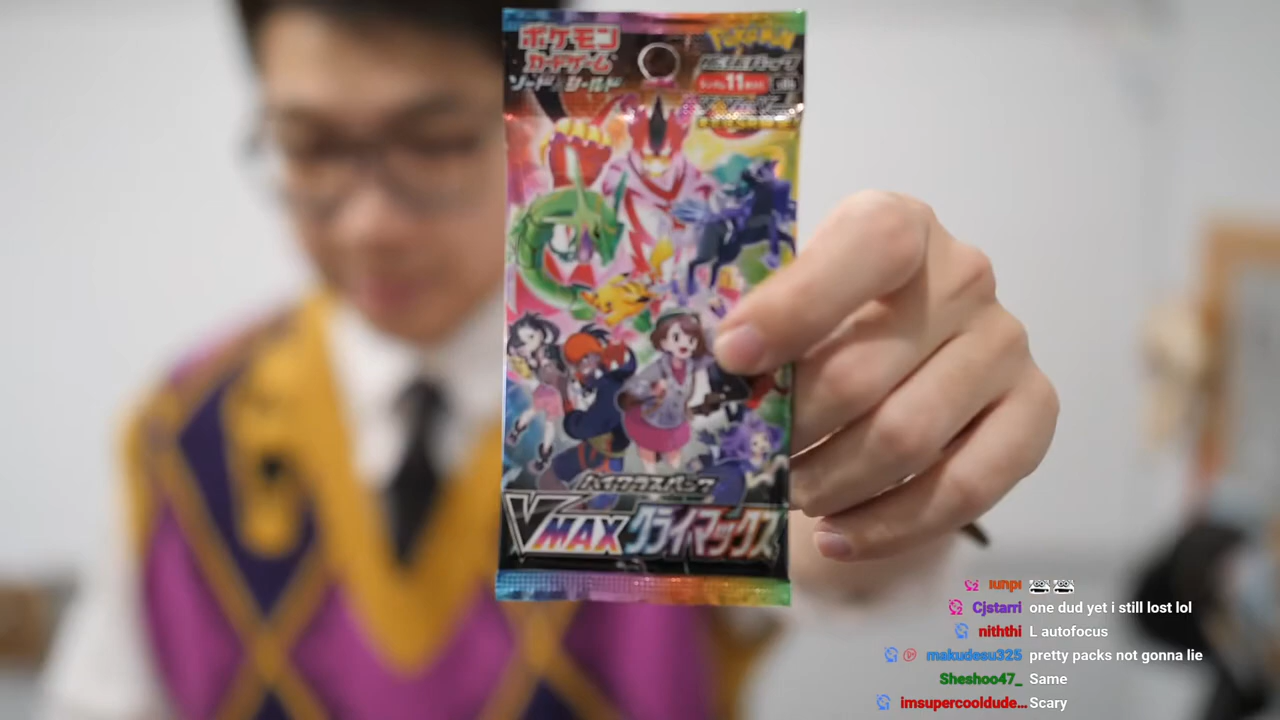 ポケモン
カードゲーム
ソード シールド
POKÉMON
11
ハイクラスパック
VMAX クライマックス
iunpi
Cjstarri one dud yet i still lost lol
niththi L autofocus
makudesu325 pretty packs not gonna lie
Sheshoo47_ Same
imsupercooldude... Scary